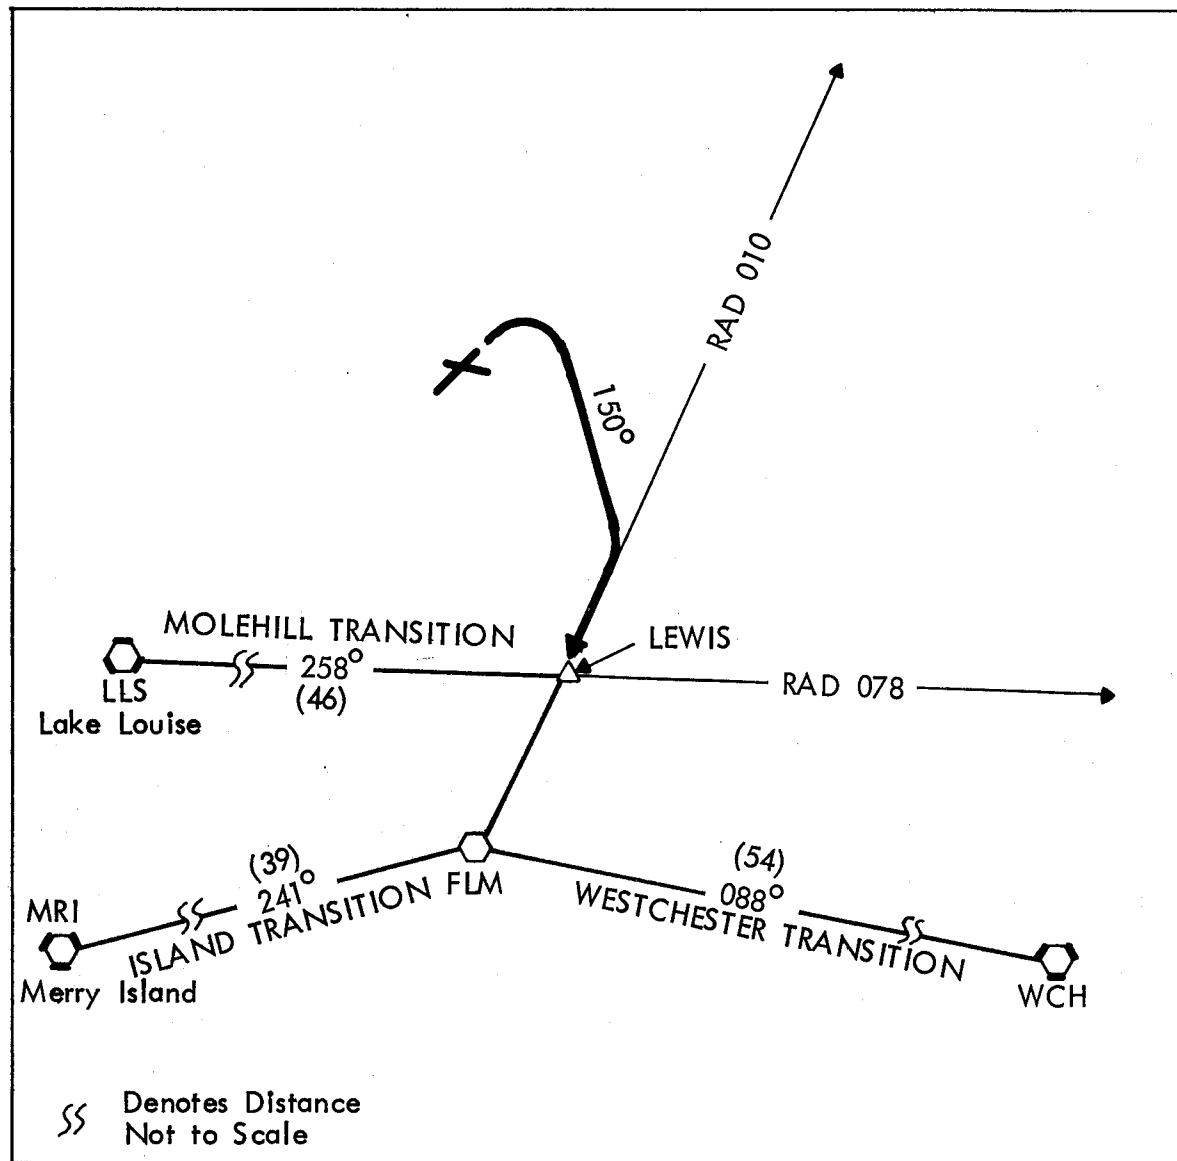 RAD 010
150°
MOLEHILL TRANSITION
LEWIS
258°
(46)
RAD 078
LLS
Lake Louise
(39)
241°
ISLAND TRANSITION
FLM
(54)
088°
WESTCHESTER TRANSITION
MRI
Merry Island
WCH
Denotes Distance
Not to Scale